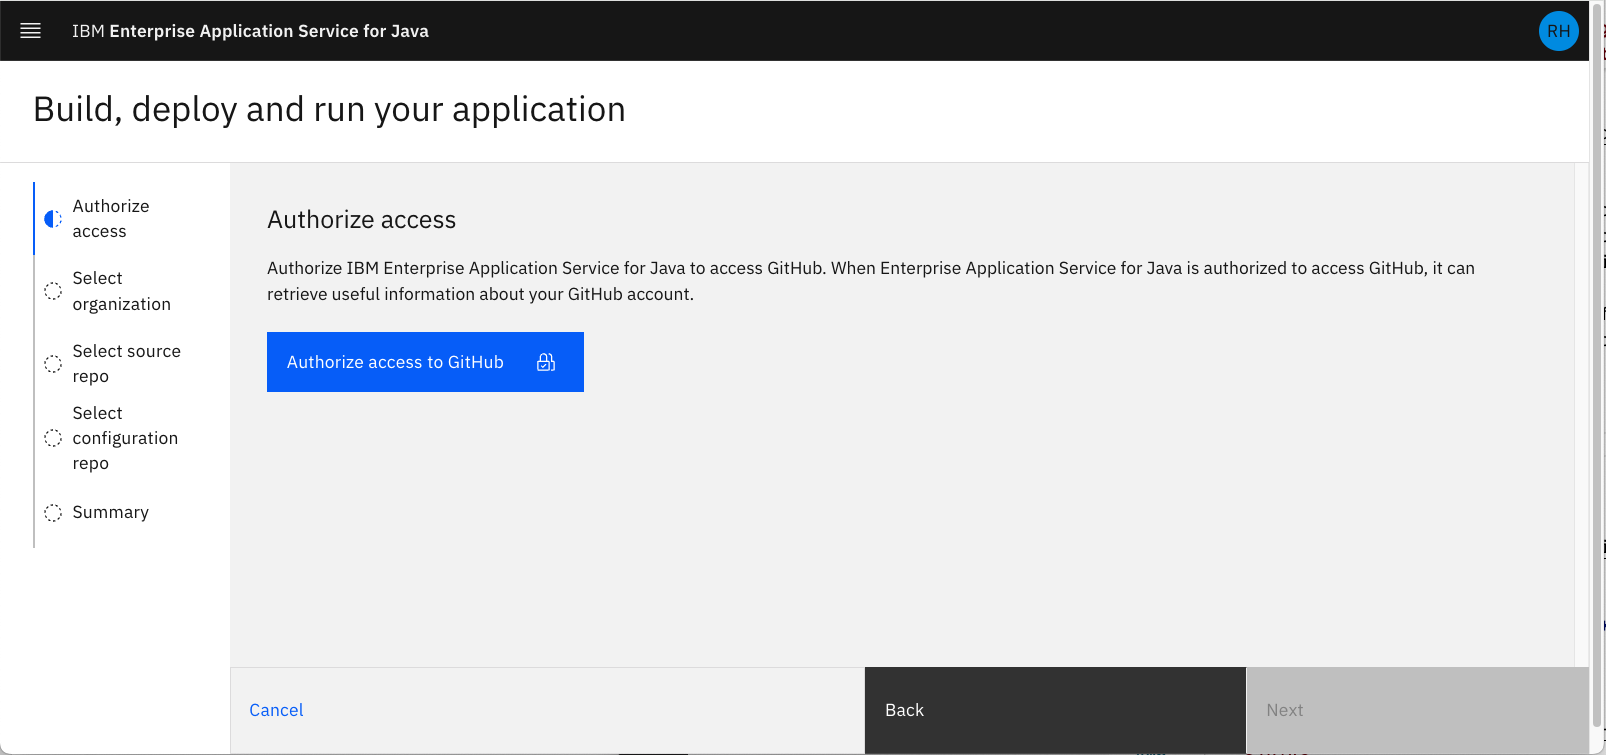 IBM Enterprise Application Service for Java
RH
Build, deploy and run your application
Authorize
access
Select
organization
Select source
repo
Select
configuration
repo
Summary
Authorize access
Authorize IBM Enterprise Application Service for Java to access GitHub. When Enterprise Application Service for Java is authorized to access GitHub, it can
retrieve useful information about your GitHub account.
Authorize access to GitHub
Cancel
Back
Next